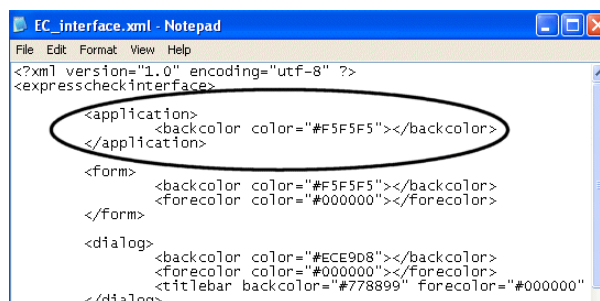 EC_interface.xml - Notepad
File Edit Format View Help
<?xml version="1.0" encoding="utf-8" ?>
<expresscheckinterface>
<application>
<backcolor color="#F5F5F5"></backcolor>
</application>
<form>
<backcolor color="#F5F5F5"></backcolor>
<forecolor color="#000000"></forecolor>
</form>
<dialog>
<backcolor color="#ECE9D8"></backcolor>
<forecolor color="#000000"></forecolor>
<titlebar backcolor="#778899" forecolor="#000000"
</dialog>